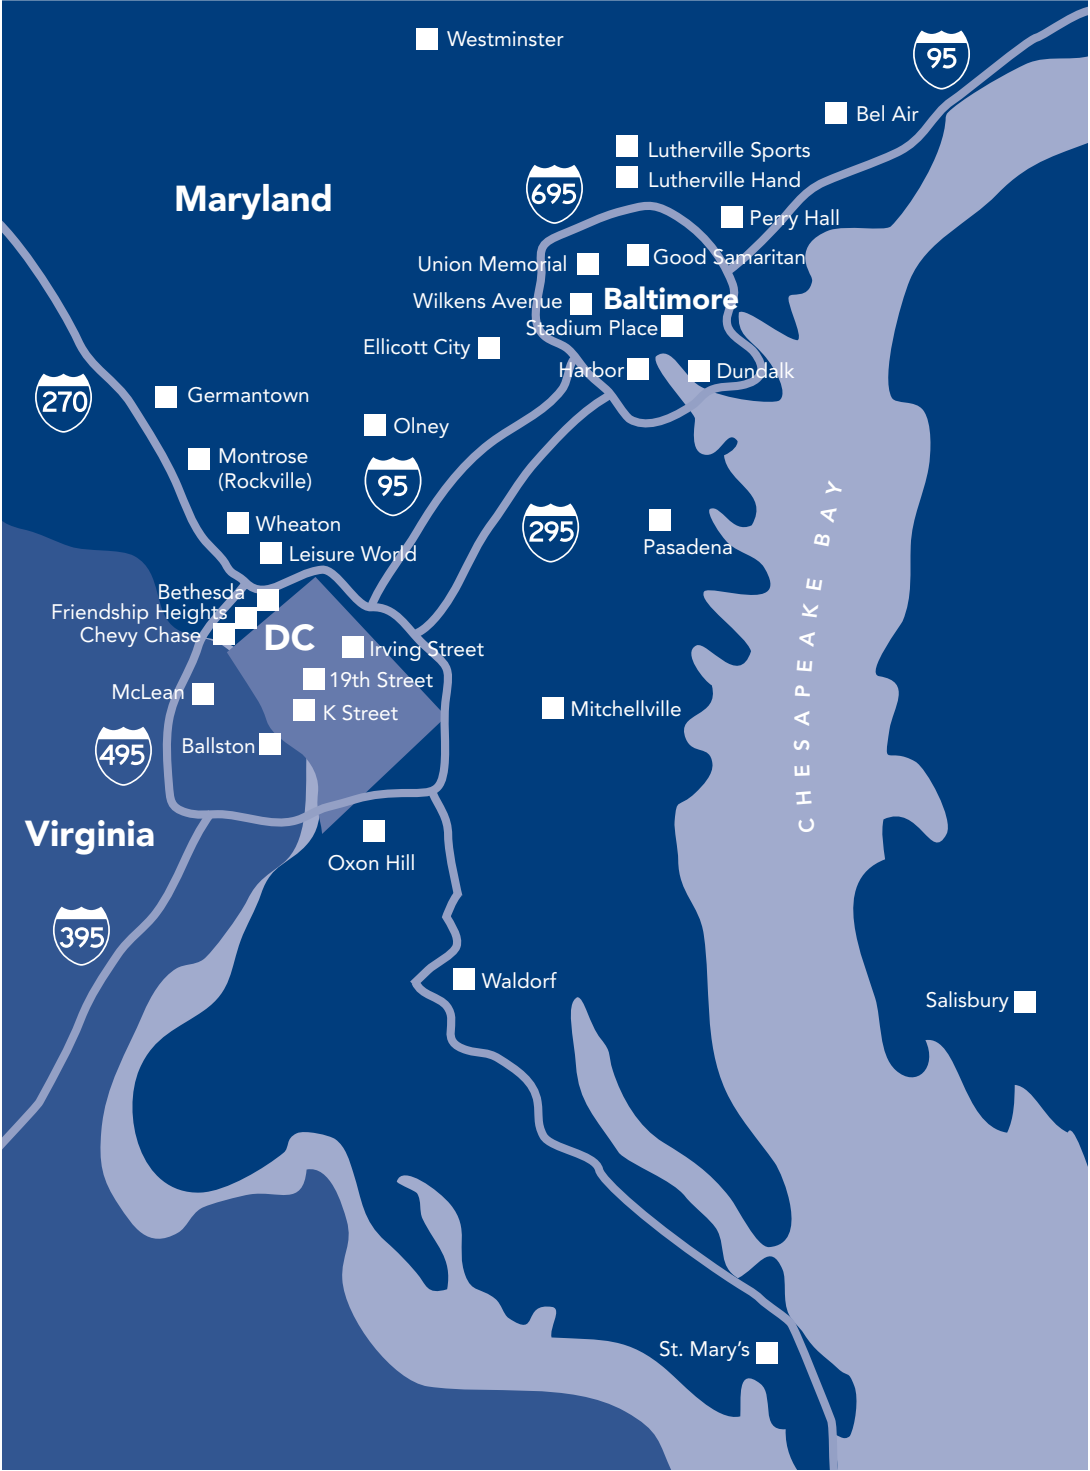 Westminster
95
Bel Air
Lutherville Sports
Lutherville Hand
695
Maryland
Perry Hall
Good Samaritan
Union Memorial
Wilkens Avenue
Baltimore
Stadium Place
Ellicott City
Harbor
Dundalk
270
Germantown
Olney
Montrose
(Rockville)
95
CHESAPEAKE BAY
Wheaton
295
Pasadena
Leisure World
Bethesda
Friendship Heights
Chevy Chase
DC
Irving Street
19th Street
McLean
K Street
Mitchellville
Ballston
495
Virginia
Oxon Hill
395
Waldorf
Salisbury
St. Mary's